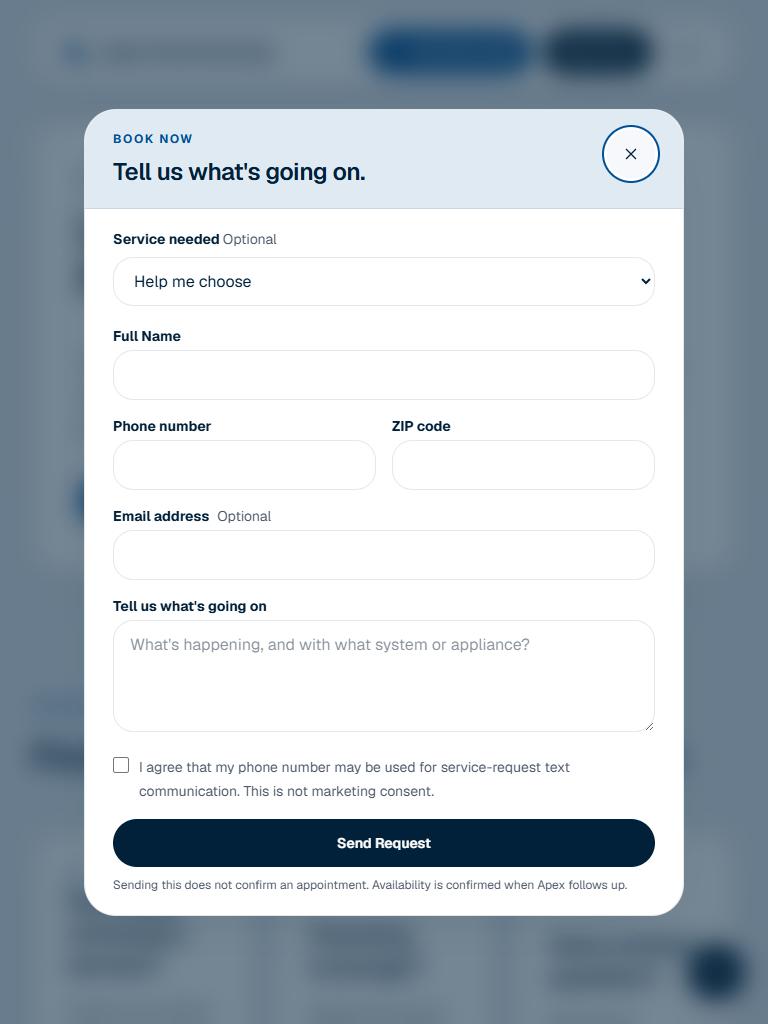 BOOK NOW
Tell us what's going on.
Service needed Optional
Help me choose
Full Name
Phone number
ZIP code
Email address Optional
Tell us what's going on
What's happening, and with what system or appliance?
I agree that my phone number may be used for service-request text
communication. This is not marketing consent.
Send Request
Sending this does not confirm an appointment. Availability is confirmed when Apex follows up.